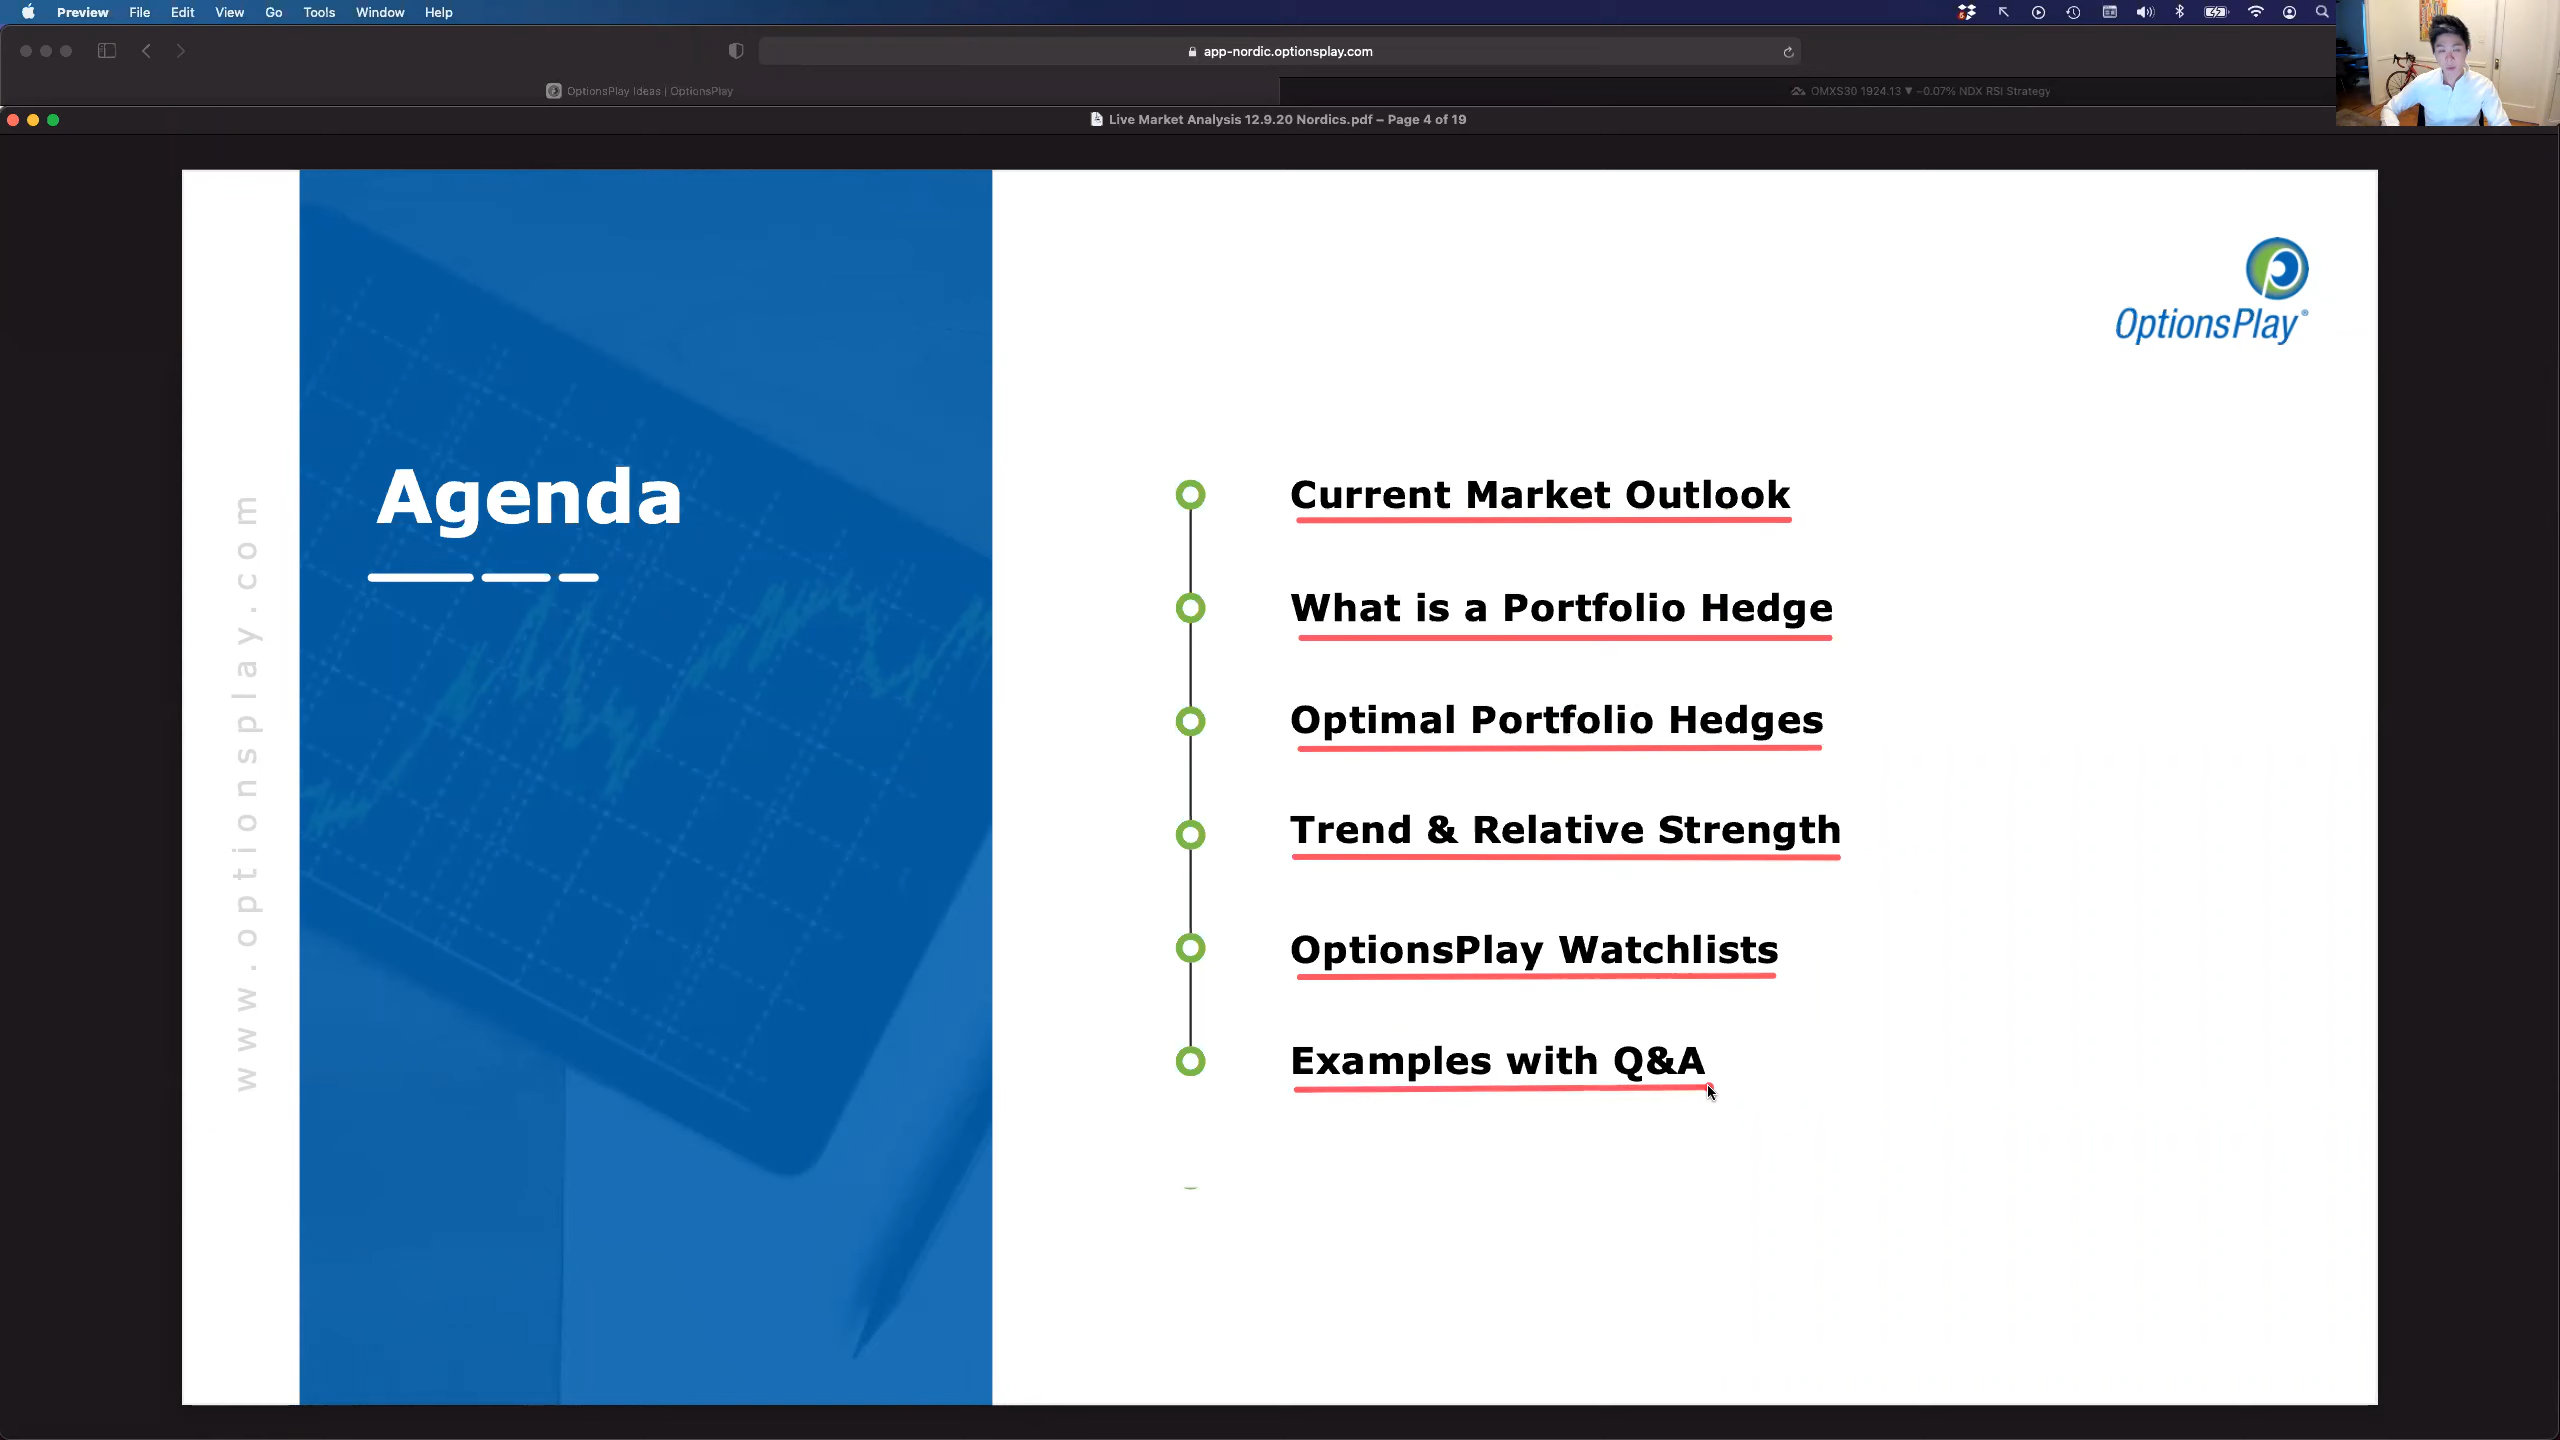 Preview File Edit View Go Tools Window Help
app-nordic.optionsplay.com
OptionsPlay Ideas | OptionsPlay
OMXS30 1924.13 ▼ −0.07% NDX RSI Strategy
Live Market Analysis 12.9.20 Nordics.pdf – Page 4 of 19
www.optionsplay.com
Agenda
OptionsPlay®
Current Market Outlook
What is a Portfolio Hedge
Optimal Portfolio Hedges
Trend & Relative Strength
OptionsPlay Watchlists
Examples with Q&A